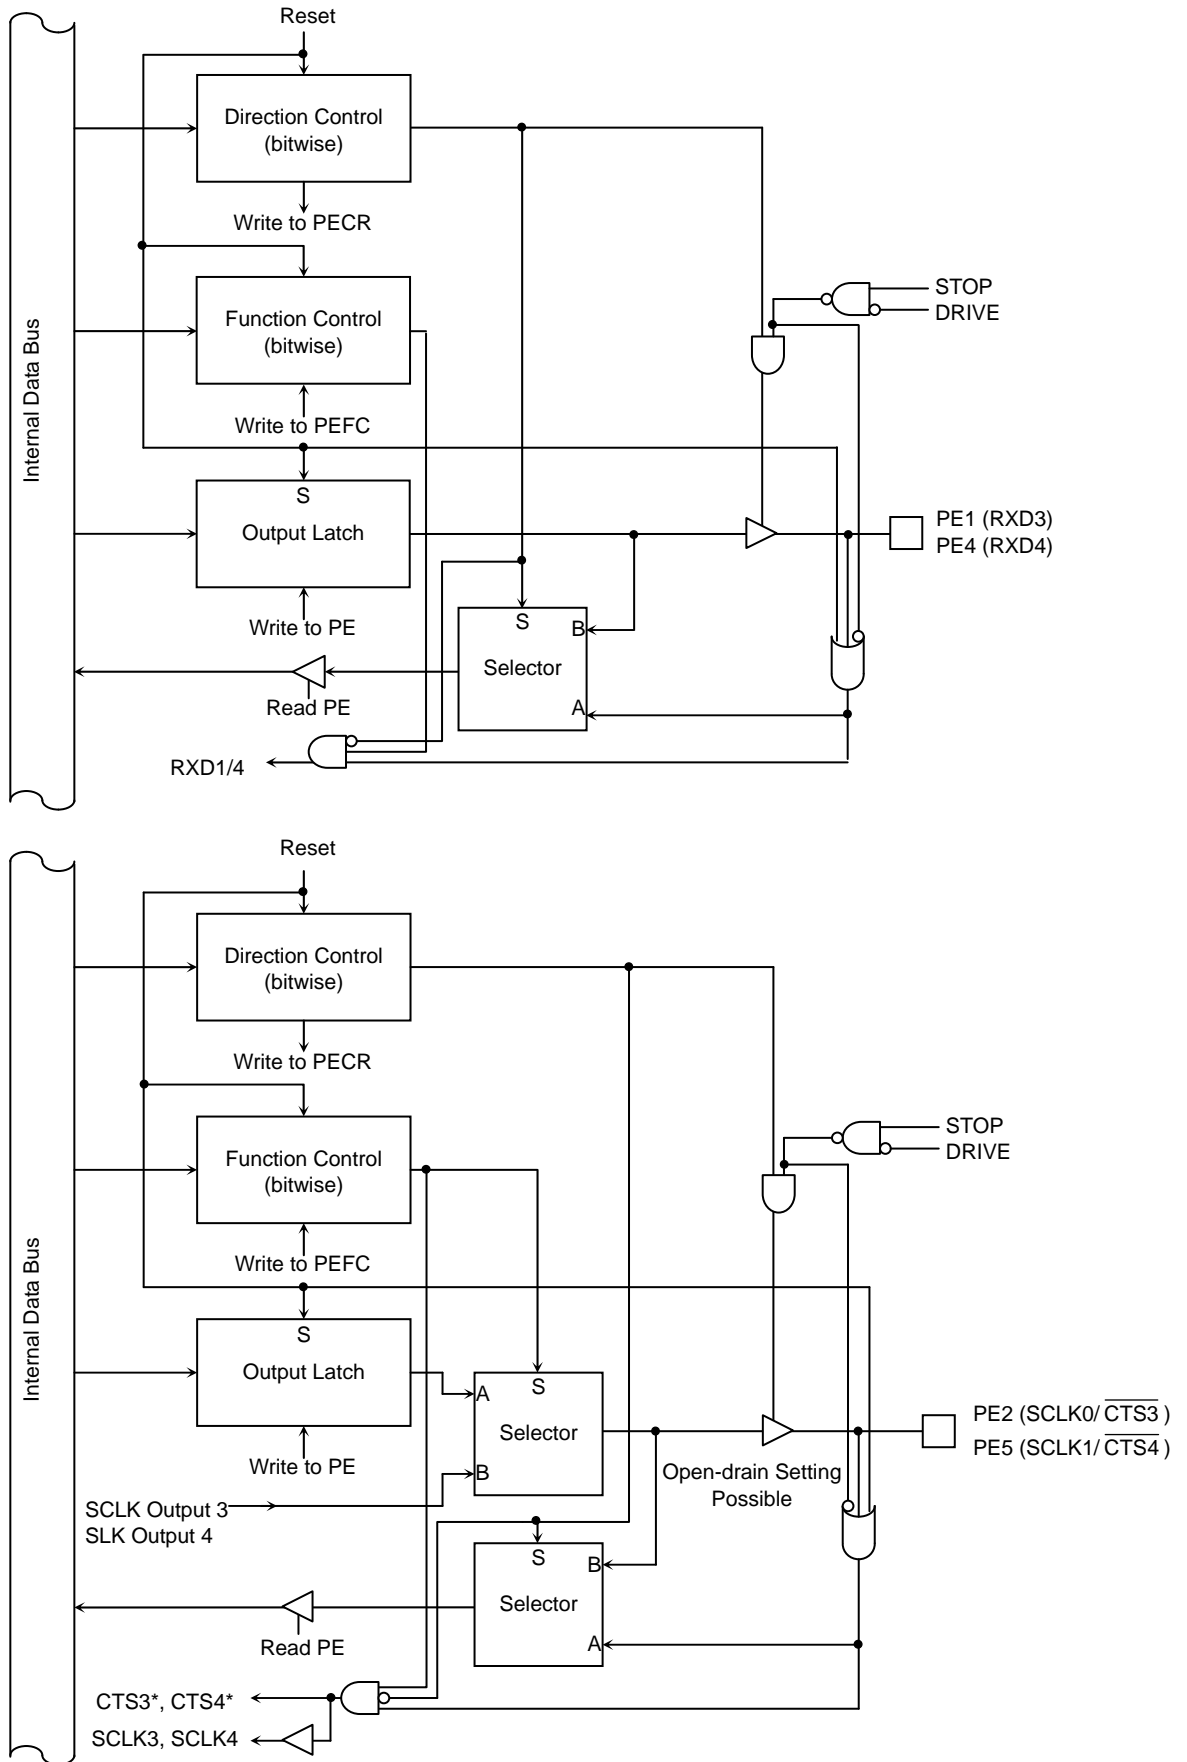 Reset
Direction Control
(bitwise)
Write to PECR
Function Control
(bitwise)
Write to PEFC
S
Output Latch
Write to PE
Internal Data Bus
STOP
DRIVE
PE1 (RXD3)
PE4 (RXD4)
S
B
Selector
A
Read PE
RXD1/4
Reset
Direction Control
(bitwise)
Write to PECR
Function Control
(bitwise)
Write to PEFC
S
Output Latch
Write to PE
Internal Data Bus
STOP
DRIVE
A
S
Selector
B
SCLK Output 3
SLK Output 4
PE2 (SCLK0/ CTS3 )
PE5 (SCLK1/ CTS4 )
Open-drain Setting
Possible
S
B
Selector
A
Read PE
CTS3*, CTS4*
SCLK3, SCLK4